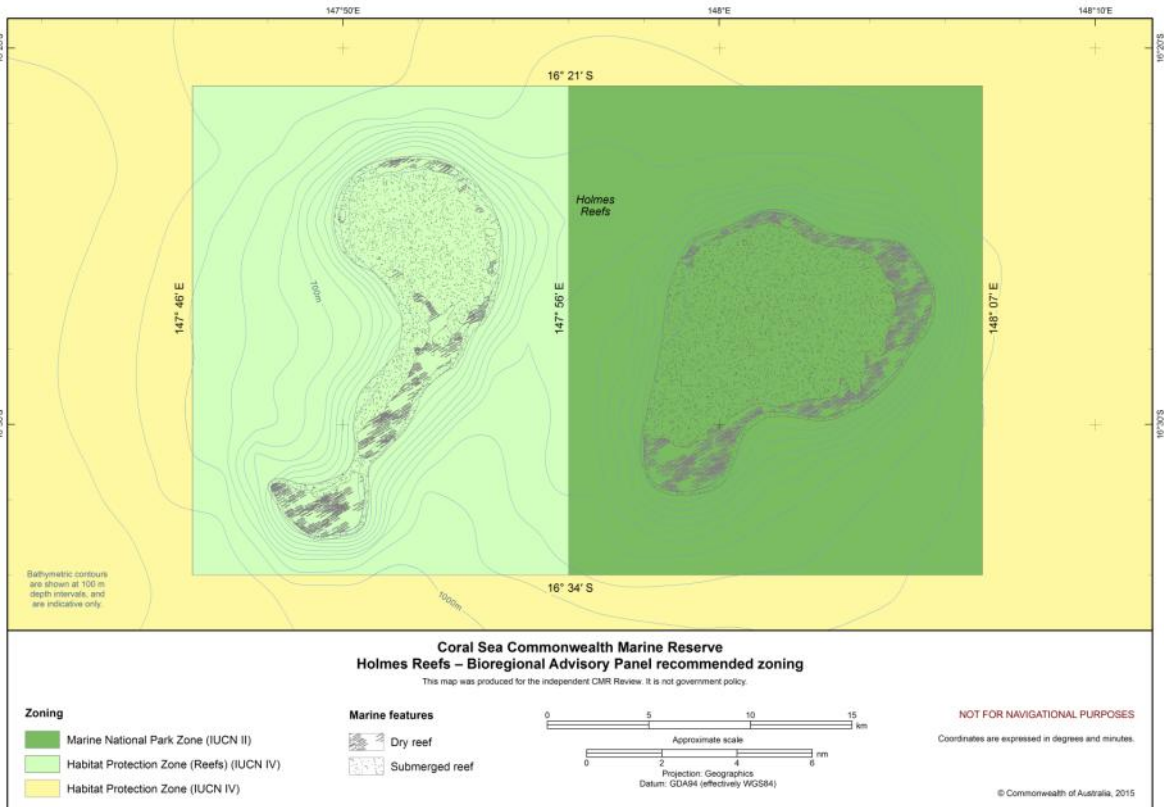 147°50'E
148°E
148°10'E
16°20'S
16° 21' S
Holmes
Reefs
700m
147° 46' E
147° 56' E
148° 07' E
16°30'S
Bathymetric contours
are shown at 100 m
depth intervals, and
are indicative only.
1000m
16° 34' S
Coral Sea Commonwealth Marine Reserve
Holmes Reefs – Bioregional Advisory Panel recommended zoning
This map was produced for the independent CMR Review. It is not government policy.
Zoning
Marine National Park Zone (IUCN II)
Habitat Protection Zone (Reefs) (IUCN IV)
Habitat Protection Zone (IUCN IV)
Marine features
Dry reef
Submerged reef
0 5 10 15
km
Approximate scale
0 2 4 6
nm
Projection: Geographics
Datum: GDA94 (effectively WGS84)
NOT FOR NAVIGATIONAL PURPOSES
Coordinates are expressed in degrees and minutes.
© Commonwealth of Australia, 2015